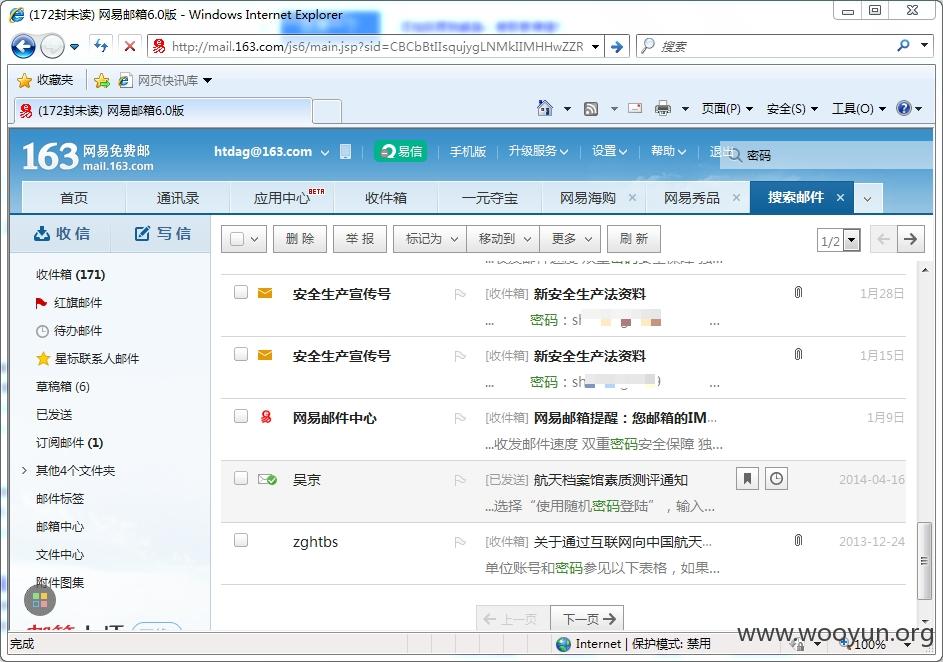 (172封未读) 网易邮箱6.0版 - Windows Internet Explorer
http://mail.163.com/js6/main.jsp?sid=CBCbBtIIsqujygLNMkIIMHHwZZR
搜索
收藏夹 网页快讯库
(172封未读) 网易邮箱6.0版
页面(P) 安全(S) 工具(O)
163 网易免费邮
mail.163.com
htdag@163.com 易信 手机版 升级服务 设置 帮助 退出 密码
首页 通讯录 应用中心 BETA 收件箱 一元夺宝 网易海购 × 网易秀品 × 搜索邮件 ×
收信 写信
删 除 举 报 标记为 移动到 更多 刷 新 1/2
收件箱 (171)
红旗邮件
待办邮件
星标联系人邮件
草稿箱 (6)
已发送
订阅邮件 (1)
其他4个文件夹
邮件标签
邮箱中心
文件中心
附件图集
...收发邮件速度 双重密码安全保障 独...
安全生产宣传号 [收件箱] 新安全生产法资料 1月28日
... 密码：sh ...
安全生产宣传号 [收件箱] 新安全生产法资料 1月15日
... 密码：sh 9 ...
网易邮件中心 [收件箱] 网易邮箱提醒：您邮箱的IM... 1月9日
...收发邮件速度 双重密码安全保障 独...
吴京 [已发送] 航天档案馆素质测评通知 2014-04-16
...选择“使用随机密码登陆”，输入...
zghtbs [收件箱] 关于通过互联网向中国航天... 2013-12-24
单位账号和密码参见以下表格，如果...
上一页 下一页
完成 Internet | 保护模式: 禁用 100%
www.wooyun.org